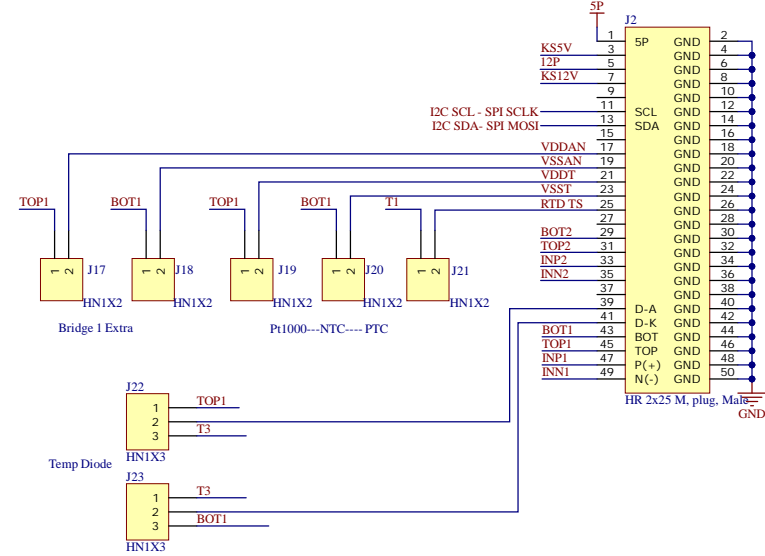 5P
J2
1 5P GND 2
KS5V 3 GND 4
12P 5 GND 6
KS12V 7 GND 8
9 GND 10
I2C SCL - SPI SCLK 11 SCL GND 12
I2C SDA- SPI MOSI 13 SDA GND 14
15 GND 16
VDDAN 17 GND 18
VSSAN 19 GND 20
VDDT 21 GND 22
VSST 23 GND 24
TOP1 BOT1 TOP1 BOT1 T1 RTD TS 25 GND 26
27 GND 28
BOT2 29 GND 30
TOP2 31 GND 32
INP2 33 GND 34
INN2 35 GND 36
37 GND 38
39 D-A GND 40
41 D-K GND 42
BOT1 43 BOT GND 44
TOP1 45 TOP GND 46
INP1 47 P(+) GND 48
INN1 49 N(-) GND 50
HR 2x25 M, plug, Male
GND
1 2 J17
HN1X2
1 2 J18
HN1X2
1 2 J19
HN1X2
1 2 J20
HN1X2
1 2 J21
HN1X2
Bridge 1 Extra
Pt1000---NTC---- PTC
J22
1 TOP1
2
3 T3
HN1X3
Temp Diode
J23
1 T3
2
3 BOT1
HN1X3